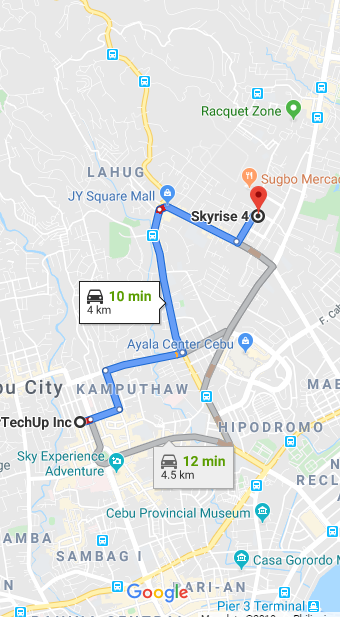 Racquet Zone
LAHUG
Sugbo Mercad
JY Square Mall
Skyrise 4
10 min
4 km
F. Cab
Ayala Center Cebu
bu City
KAMPUTHAW
MAB
TechUp Inc
HIPODROMO
Sky Experience
Adventure
12 min
4.5 km
RECL
Cebu Provincial
Museum
AMBA
SAMBAG I
Casa Gorordo M
Google
ARI-AN
Pier 3 Terminal